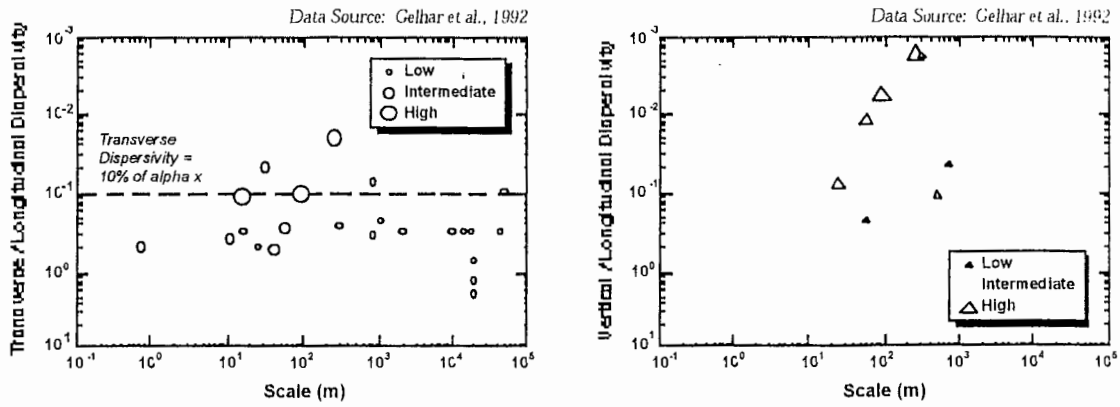 Data Source: Gelhar et al., 1992
Transverse / Longitudinal Dispersivity
10-3
10-2
10-1
100
101
Low
Intermediate
High
Transverse
Dispersivity =
10% of alpha x
10-1 100 101 102 103 104 105
Scale (m)
Data Source: Gelhar et al., 1992
Vertical / Longitudinal Dispersivity
10-3
10-2
10-1
100
101
Low
Intermediate
High
10-1 100 101 102 103 104 105
Scale (m)